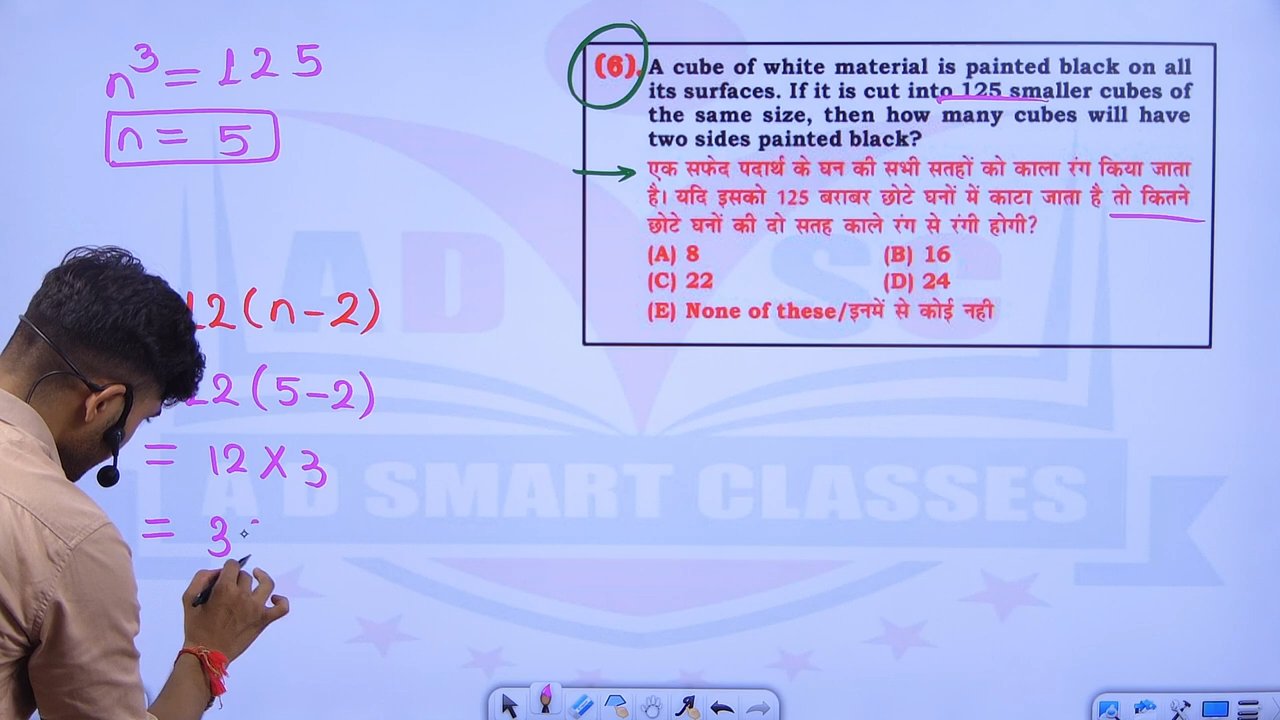 n³ = 125
n = 5
12(n-2)
12(5-2)
= 12 X 3
= 3
(6). A cube of white material is painted black on all
its surfaces. If it is cut into 125 smaller cubes of
the same size, then how many cubes will have
two sides painted black?
एक सफेद पदार्थ के घन की सभी सतहों को काला रंग किया जाता
है। यदि इसको 125 बराबर छोटे घनों में काटा जाता है तो कितने
छोटे घनों की दो सतह काले रंग से रंगी होगी?
(A) 8 (B) 16
(C) 22 (D) 24
(E) None of these/इनमें से कोई नही
AD SC
A D SMART CLASSES